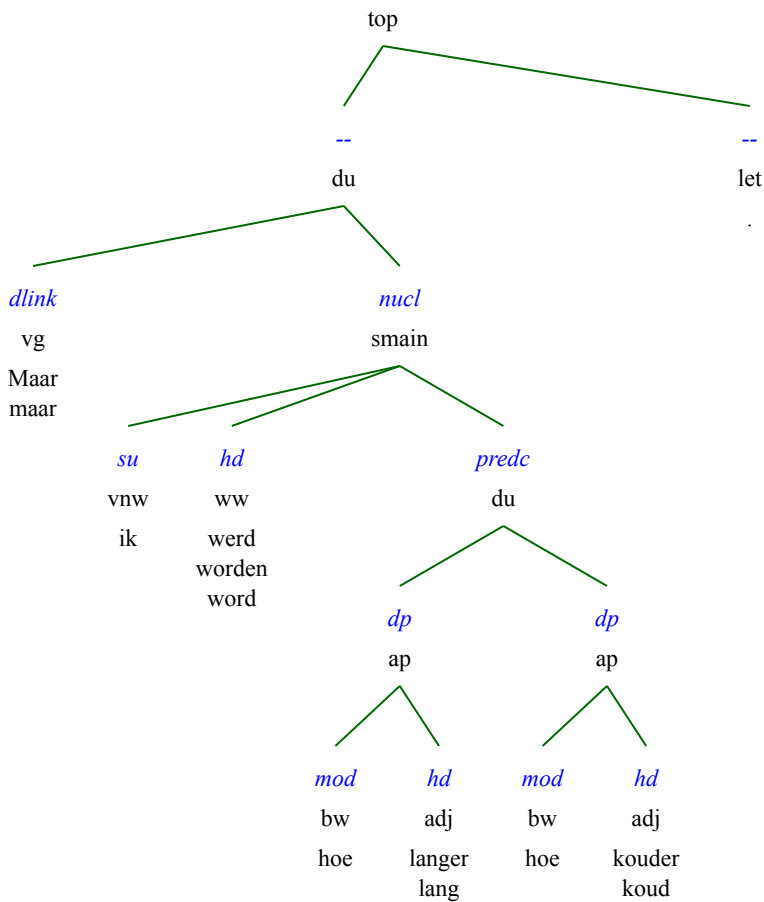 top
-- --
du let
.
dlink nucl
vg smain
Maar
maar
su hd predc
vnw ww du
ik werd
worden
word
dp dp
ap ap
mod hd mod hd
bw adj bw adj
hoe langer hoe kouder
lang koud